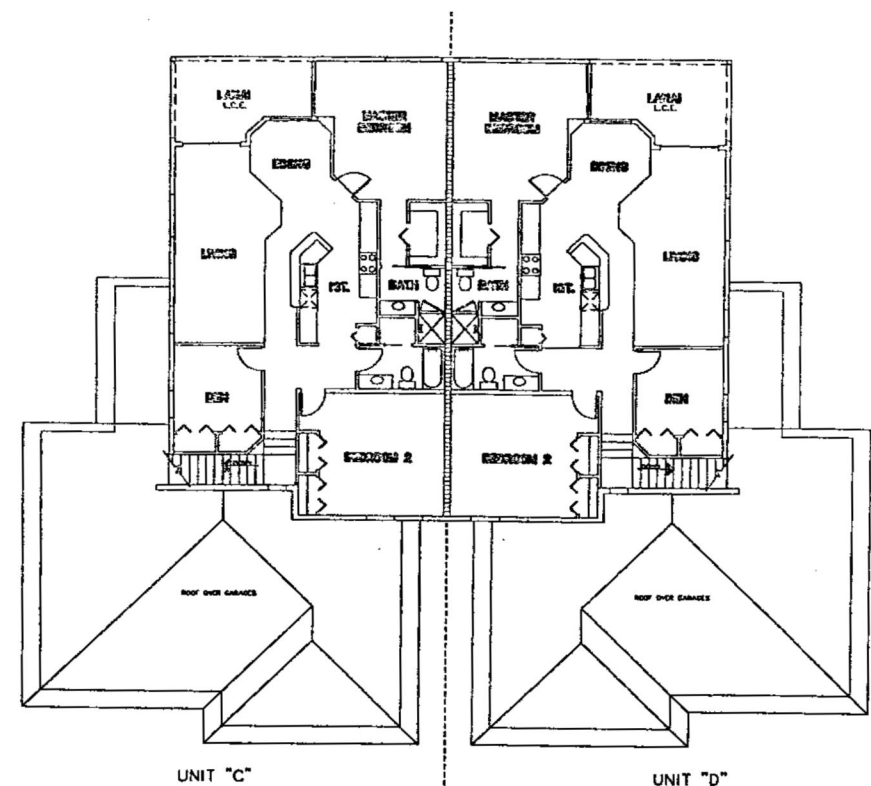 LANAI
L.C.E.
MASTER
BEDROOM
MASTER
BEDROOM
LANAI
L.C.E.
DINING
DINING
LIVING
LIVING
KIT.
BATH
BATH
KIT.
DEN
DEN
BEDROOM 2
BEDROOM 2
ROOF OVER GARAGES
ROOF OVER GARAGES
UNIT "C"
UNIT "D"